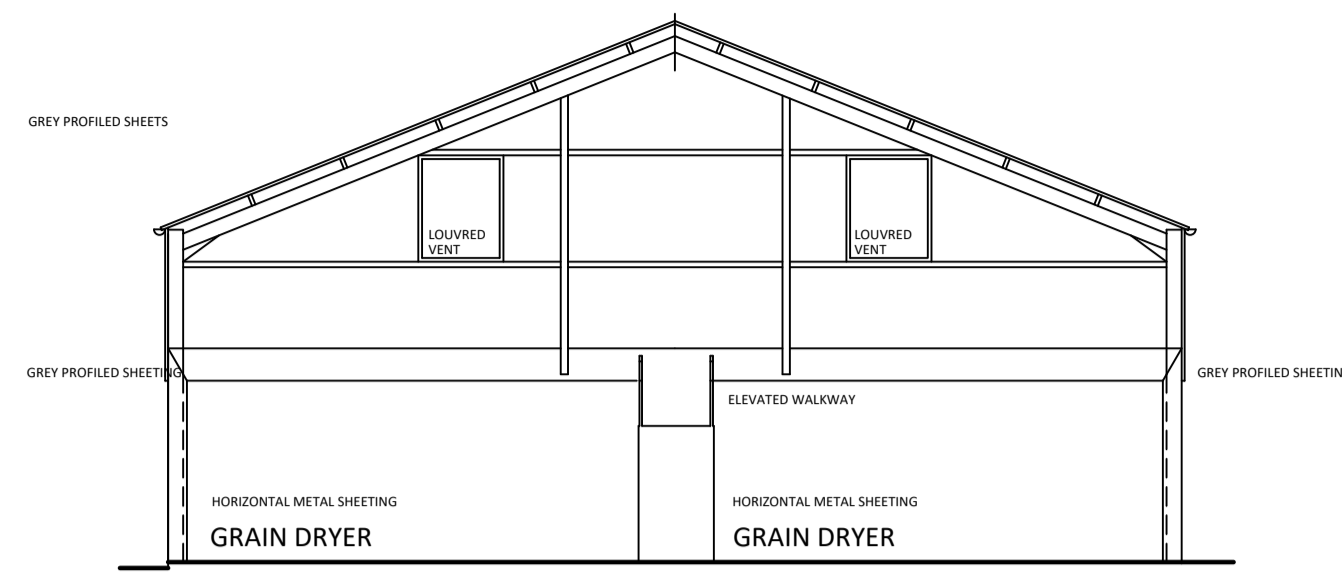 GREY PROFILED SHEETS
LOUVRED
VENT
LOUVRED
VENT
GREY PROFILED SHEETING
GREY PROFILED SHEETIN
ELEVATED WALKWAY
HORIZONTAL METAL SHEETING
HORIZONTAL METAL SHEETING
GRAIN DRYER
GRAIN DRYER